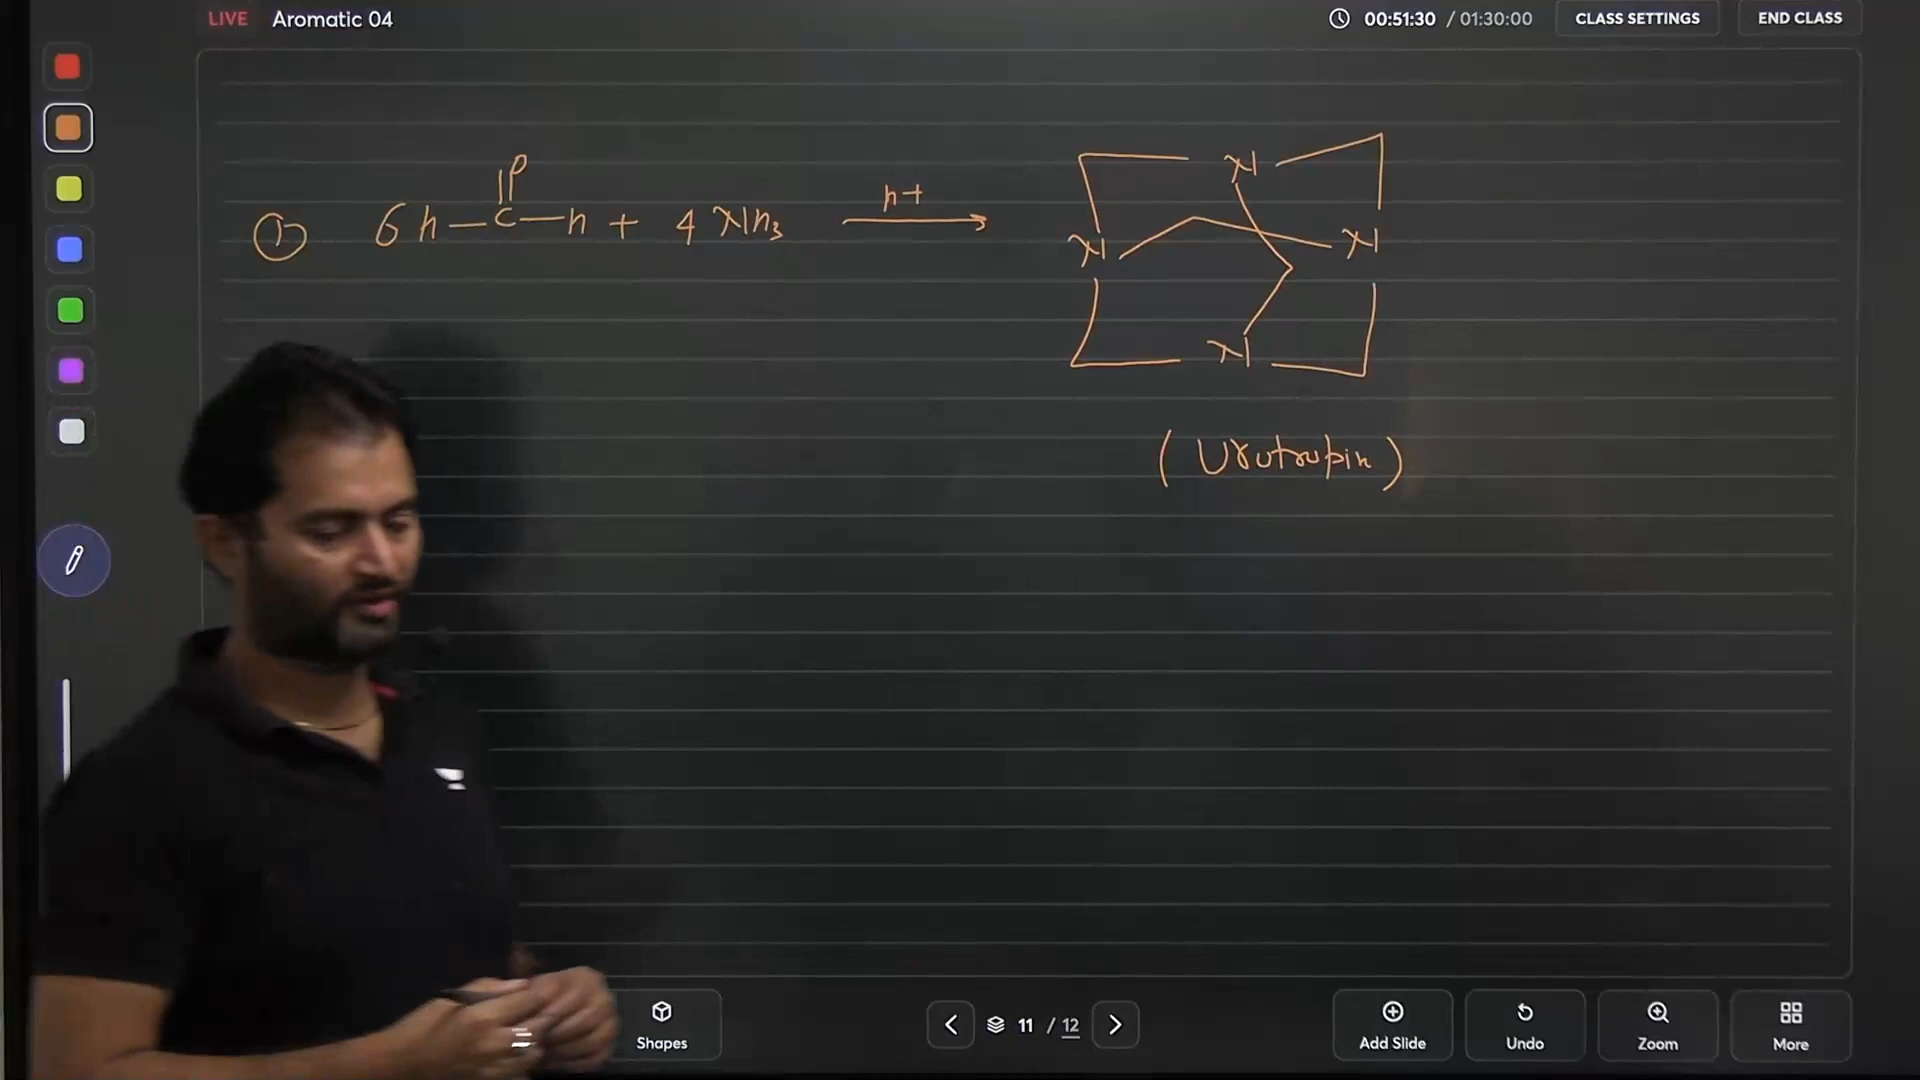 LIVE Aromatic 04 00:51:30 / 01:30:00 CLASS SETTINGS END CLASS
① 6 H—C—H + 4 NH3 H+
O
N
N N
N
(Urotropin)
Shapes 11 / 12 Add Slide Undo Zoom More